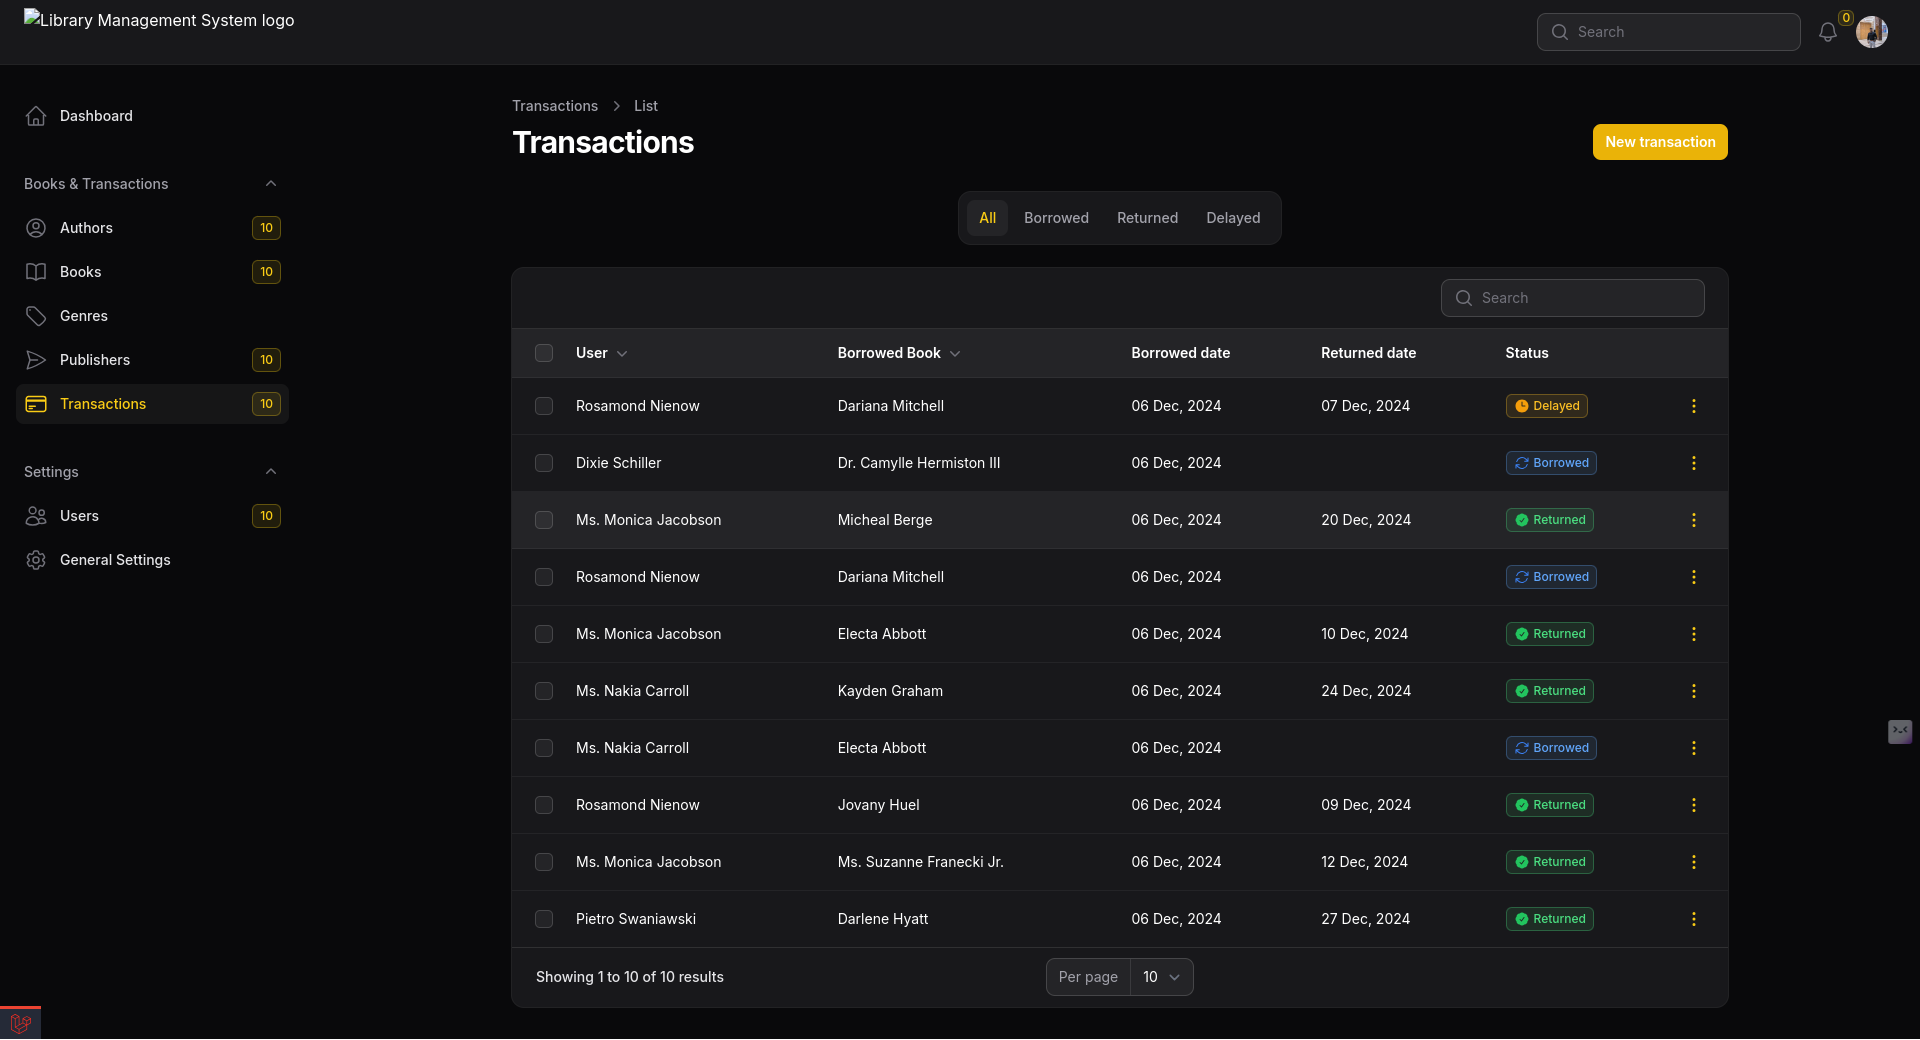 Library Management System logo
Search
0
Dashboard
Books & Transactions
Authors 10
Books 10
Genres
Publishers 10
Transactions 10
Settings
Users 10
General Settings
Transactions > List
Transactions
New transaction
All Borrowed Returned Delayed
Search
User Borrowed Book Borrowed date Returned date Status
Rosamond Nienow Dariana Mitchell 06 Dec, 2024 07 Dec, 2024 Delayed
Dixie Schiller Dr. Camylle Hermiston III 06 Dec, 2024 Borrowed
Ms. Monica Jacobson Micheal Berge 06 Dec, 2024 20 Dec, 2024 Returned
Rosamond Nienow Dariana Mitchell 06 Dec, 2024 Borrowed
Ms. Monica Jacobson Electa Abbott 06 Dec, 2024 10 Dec, 2024 Returned
Ms. Nakia Carroll Kayden Graham 06 Dec, 2024 24 Dec, 2024 Returned
Ms. Nakia Carroll Electa Abbott 06 Dec, 2024 Borrowed
Rosamond Nienow Jovany Huel 06 Dec, 2024 09 Dec, 2024 Returned
Ms. Monica Jacobson Ms. Suzanne Franecki Jr. 06 Dec, 2024 12 Dec, 2024 Returned
Pietro Swaniawski Darlene Hyatt 06 Dec, 2024 27 Dec, 2024 Returned
Showing 1 to 10 of 10 results
Per page 10